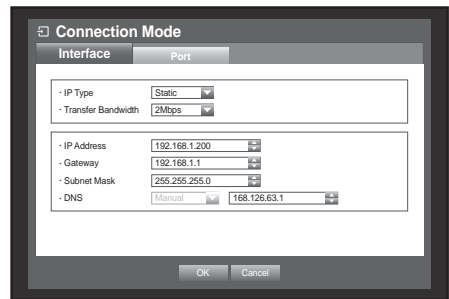 Connection Mode
Interface Port
· IP Type Static
· Transfer Bandwidth 2Mbps
· IP Address 192.168.1.200
· Gateway 192.168.1.1
· Subnet Mask 255.255.255.0
· DNS Manual 168.126.63.1
OK Cancel